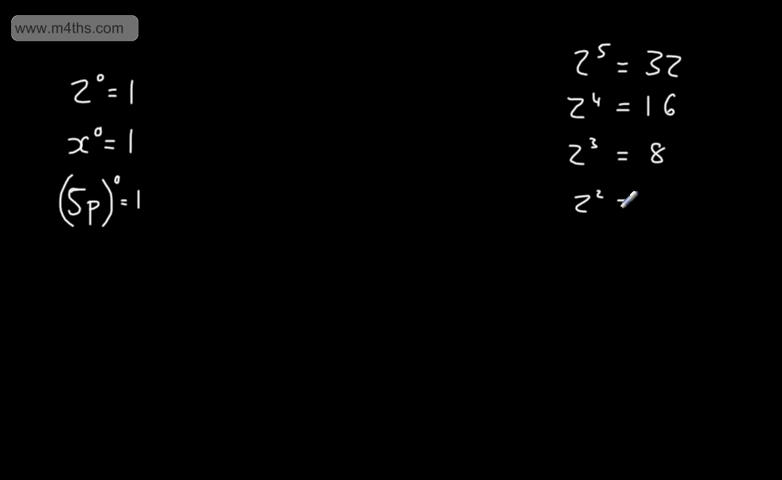 www.m4ths.com
2⁰ = 1
x⁰ = 1
(5p)⁰ = 1
2⁵ = 32
2⁴ = 16
2³ = 8
2² =